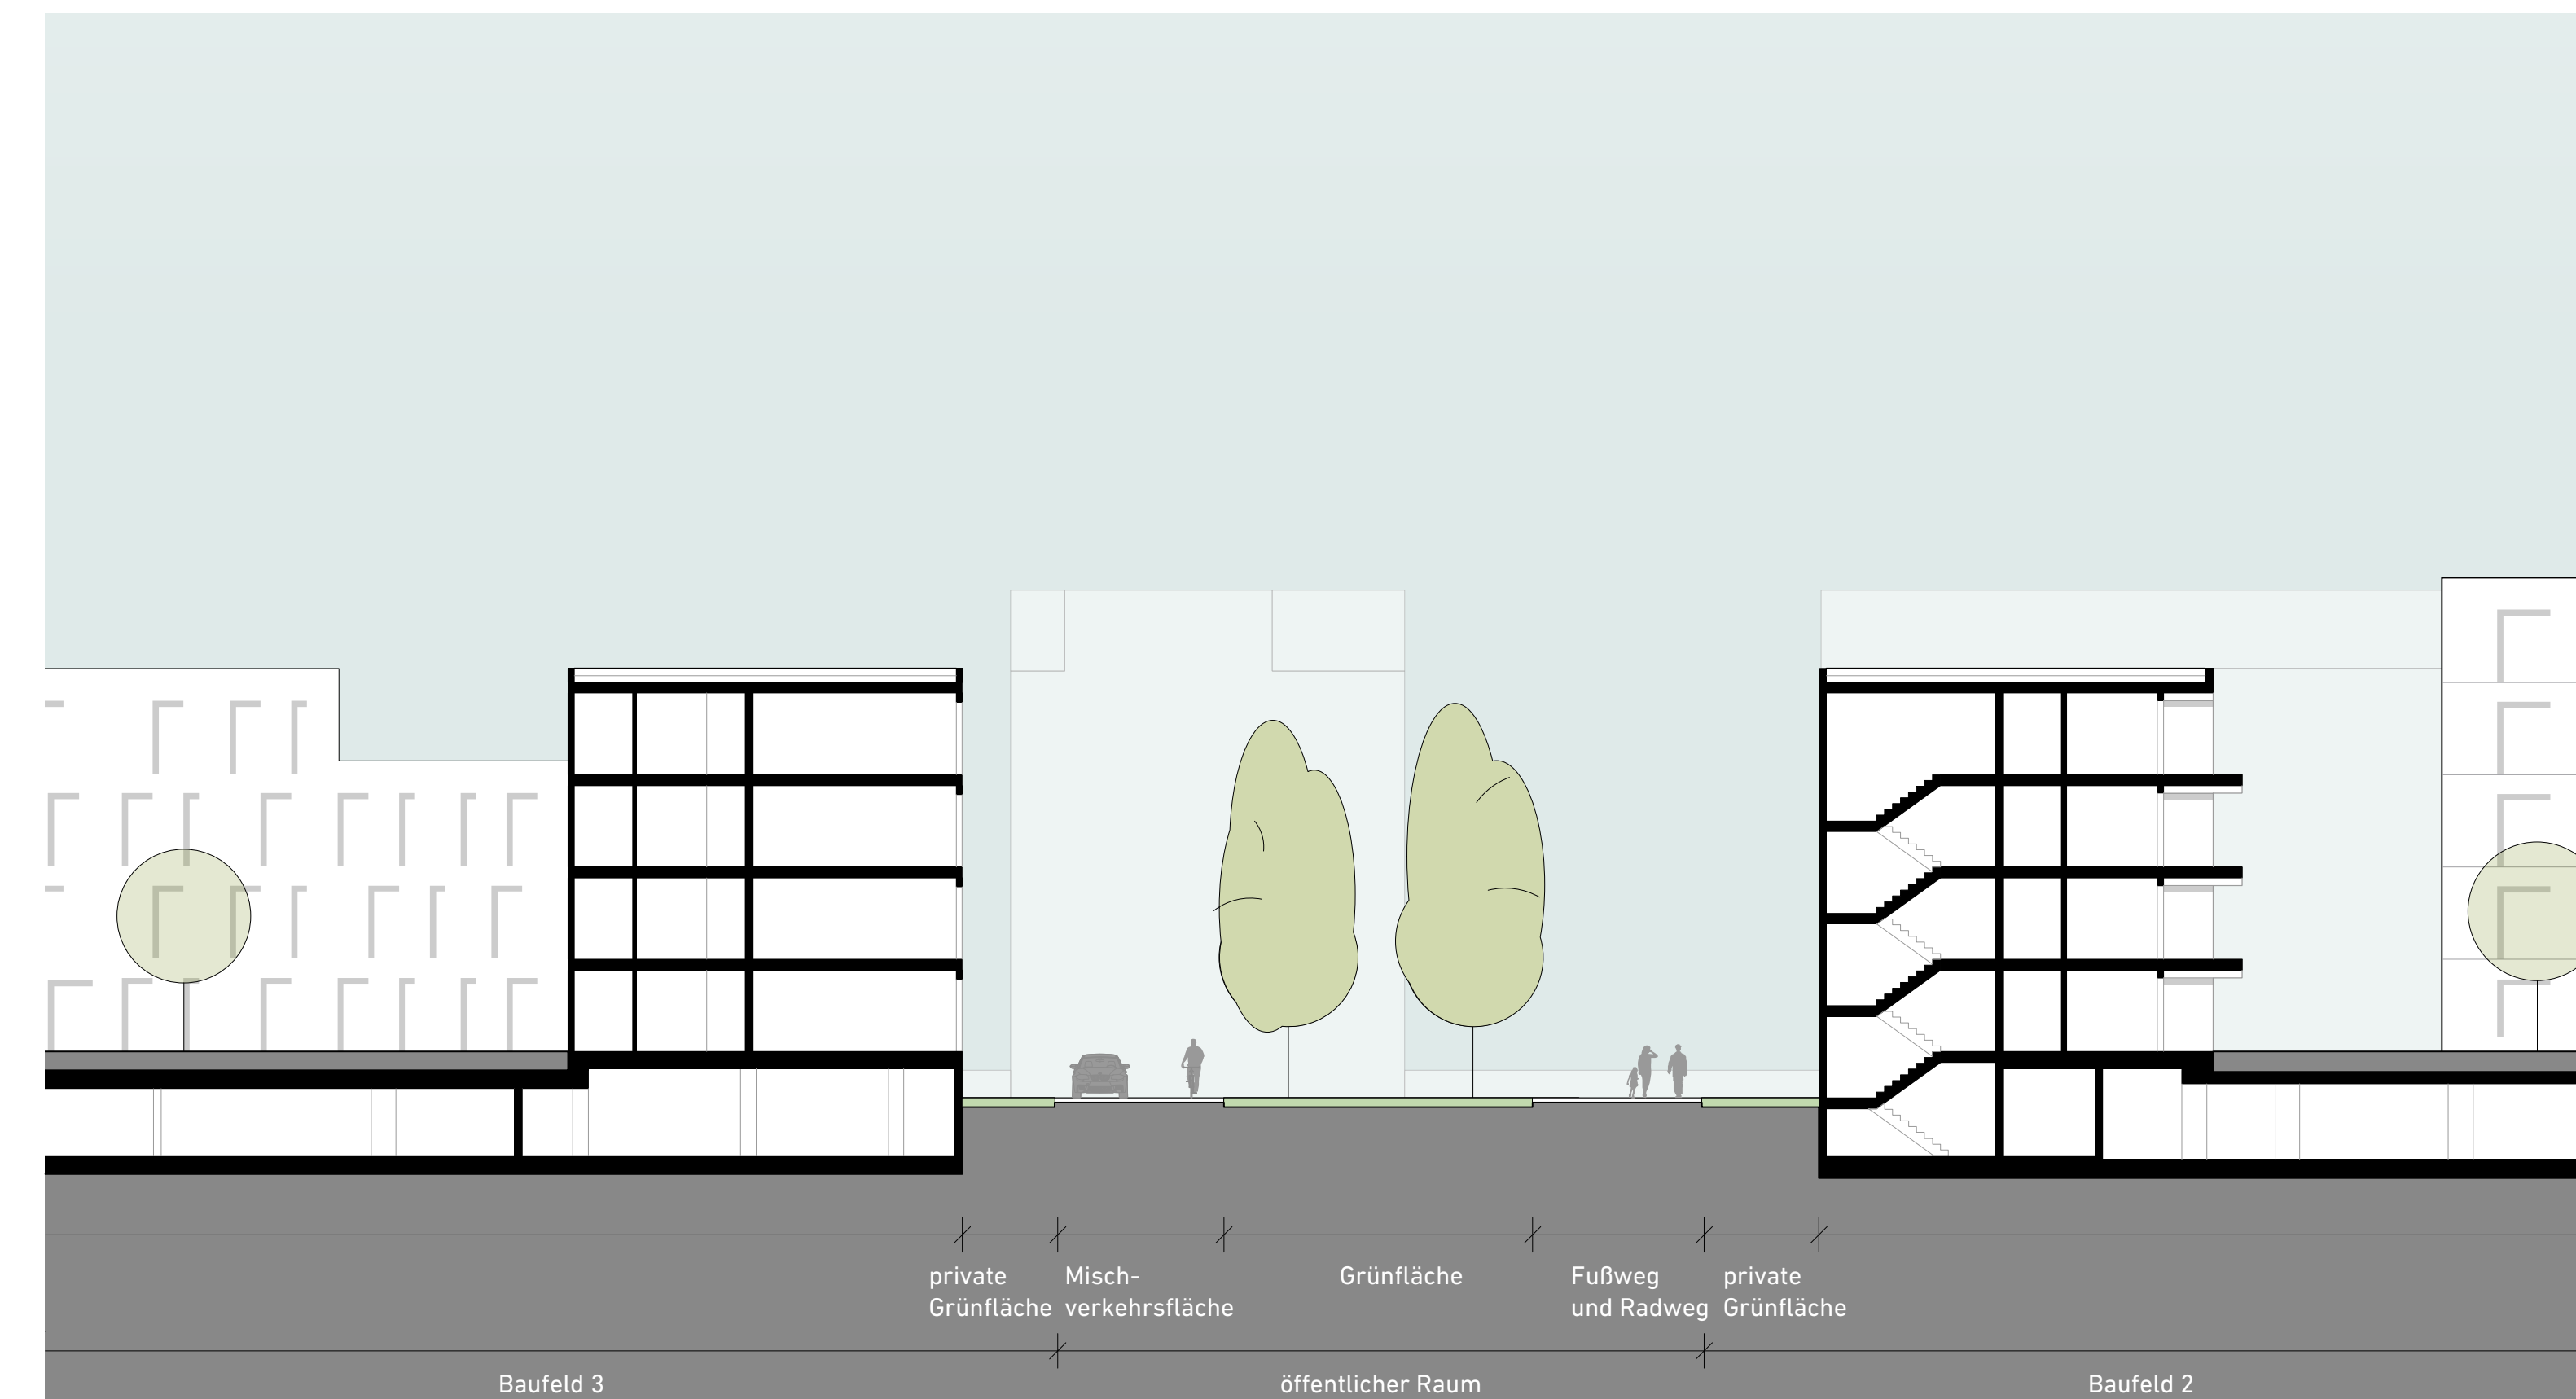 private
Grünfläche
Misch-
verkehrsfläche
Grünfläche
Fußweg
und Radweg
private
Grünfläche
Baufeld 3
öffentlicher Raum
Baufeld 2